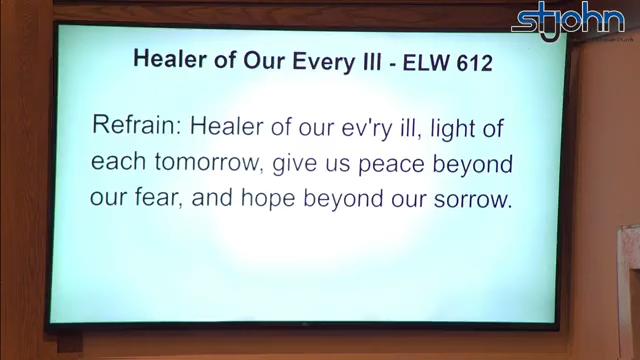 stjohn
Healer of Our Every Ill - ELW 612
Refrain: Healer of our ev'ry ill, light of
each tomorrow, give us peace beyond
our fear, and hope beyond our sorrow.